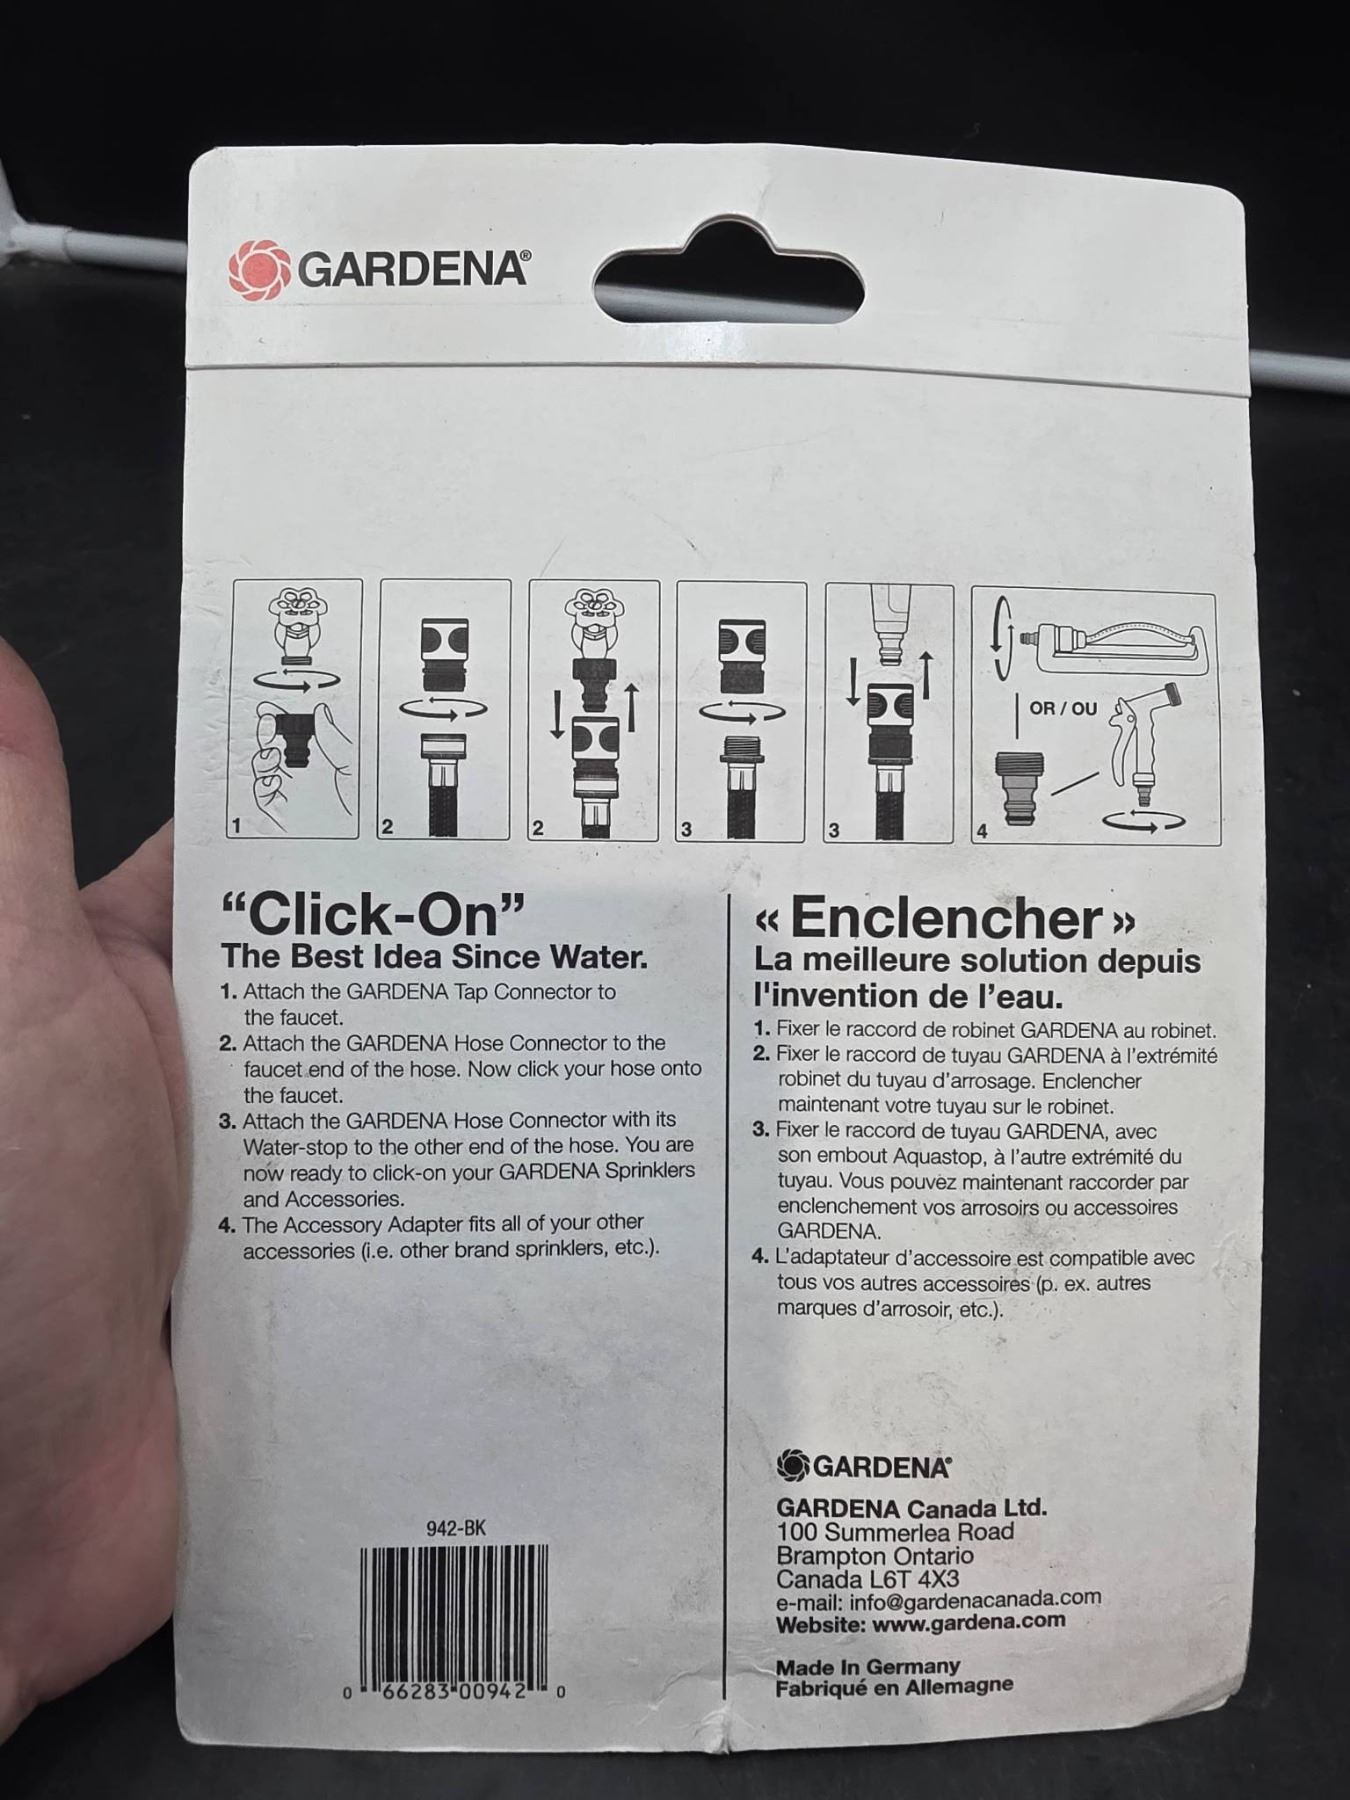 GARDENA®
1
2
2
3
3
OR / OU
4
“Click-On”
The Best Idea Since Water.
1. Attach the GARDENA Tap Connector to
the faucet.
2. Attach the GARDENA Hose Connector to the
faucet end of the hose. Now click your hose onto
the faucet.
3. Attach the GARDENA Hose Connector with its
Water-stop to the other end of the hose. You are
now ready to click-on your GARDENA Sprinklers
and Accessories.
4. The Accessory Adapter fits all of your other
accessories (i.e. other brand sprinklers, etc.).
942-BK
0 66283 00942 0
« Enclencher »
La meilleure solution depuis
l'invention de l’eau.
1. Fixer le raccord de robinet GARDENA au robinet.
2. Fixer le raccord de tuyau GARDENA à l’extrémité
robinet du tuyau d’arrosage. Enclencher
maintenant votre tuyau sur le robinet.
3. Fixer le raccord de tuyau GARDENA, avec
son embout Aquastop, à l’autre extrémité du
tuyau. Vous pouvez maintenant raccorder par
enclenchement vos arrosoirs ou accessoires
GARDENA.
4. L’adaptateur d’accessoire est compatible avec
tous vos autres accessoires (p. ex. autres
marques d’arrosoir, etc.).
GARDENA®
GARDENA Canada Ltd.
100 Summerlea Road
Brampton Ontario
Canada L6T 4X3
e-mail: info@gardenacanada.com
Website: www.gardena.com
Made In Germany
Fabriqué en Allemagne